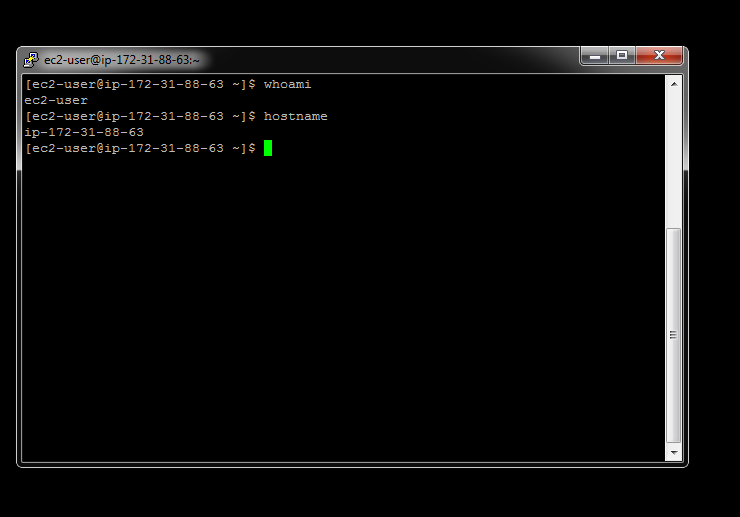 ec2-user@ip-172-31-88-63:~
[ec2-user@ip-172-31-88-63 ~]$ whoami
ec2-user
[ec2-user@ip-172-31-88-63 ~]$ hostname
ip-172-31-88-63
[ec2-user@ip-172-31-88-63 ~]$